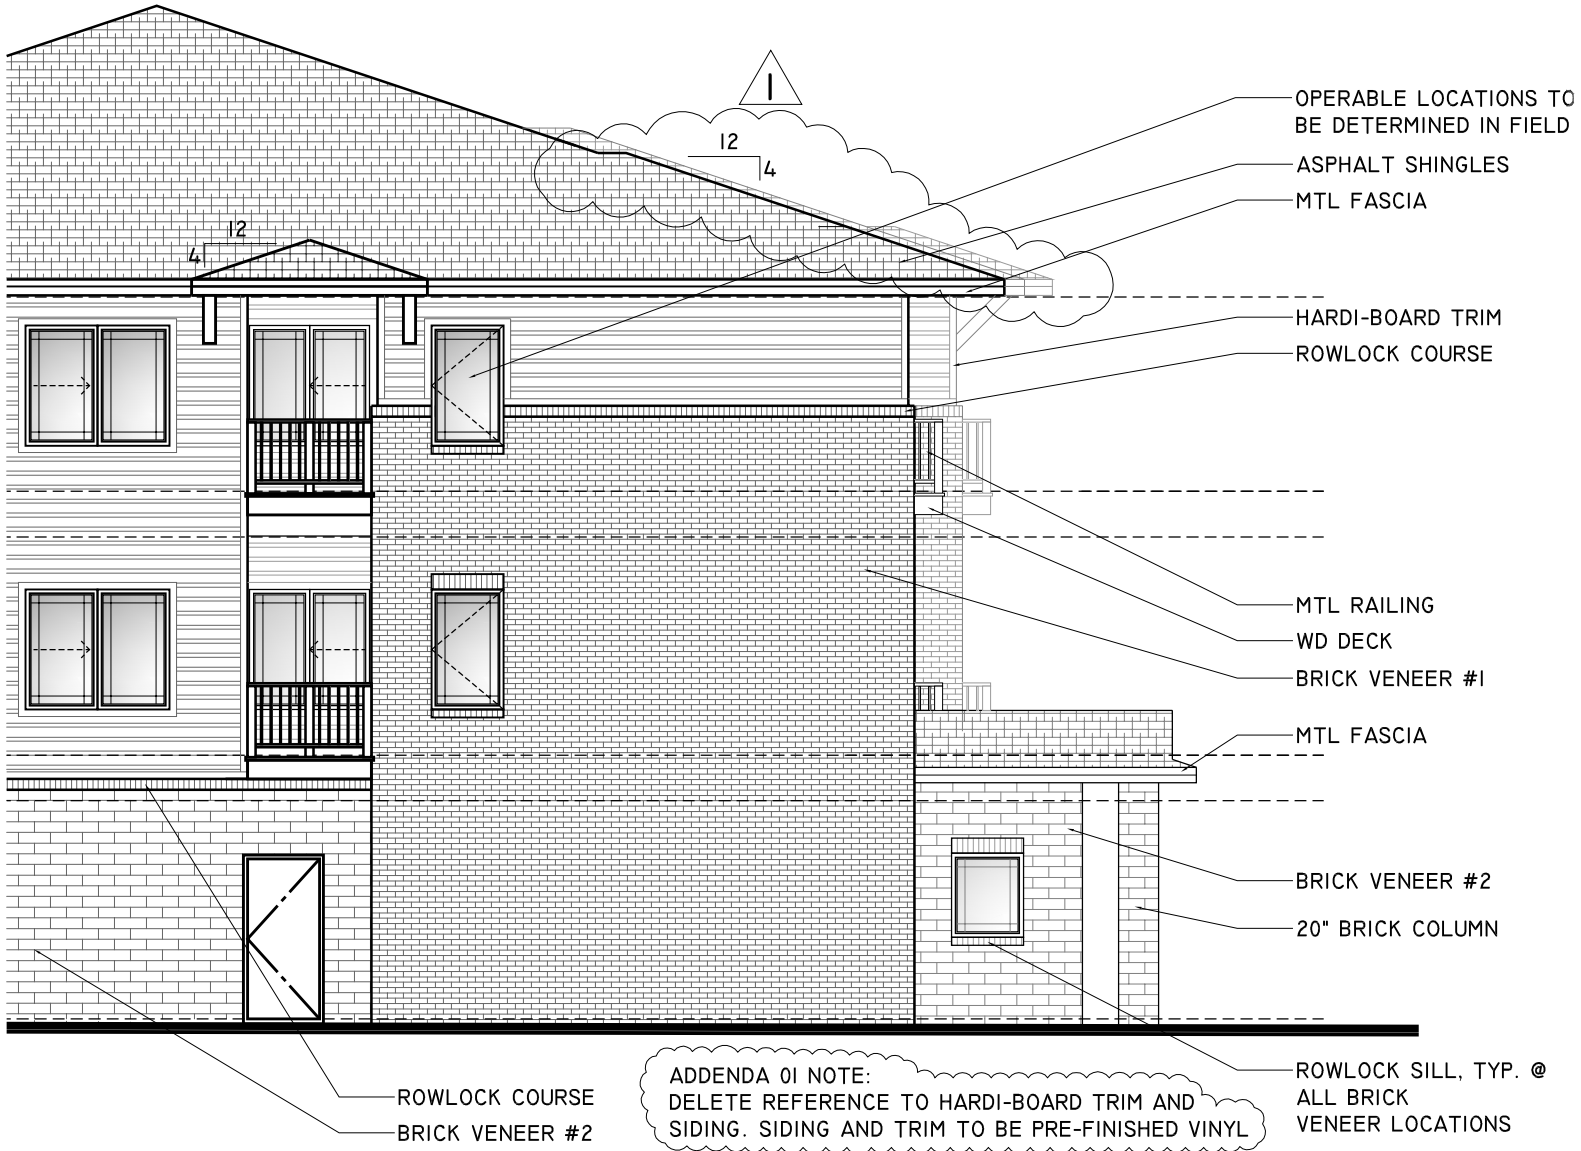 1
OPERABLE LOCATIONS TO
BE DETERMINED IN FIELD
12
4
ASPHALT SHINGLES
MTL FASCIA
12
4
HARDI-BOARD TRIM
ROWLOCK COURSE
MTL RAILING
WD DECK
BRICK VENEER #1
MTL FASCIA
BRICK VENEER #2
20" BRICK COLUMN
ROWLOCK SILL, TYP. @
ALL BRICK
VENEER LOCATIONS
ROWLOCK COURSE
BRICK VENEER #2
ADDENDA 01 NOTE:
DELETE REFERENCE TO HARDI-BOARD TRIM AND
SIDING. SIDING AND TRIM TO BE PRE-FINISHED VINYL